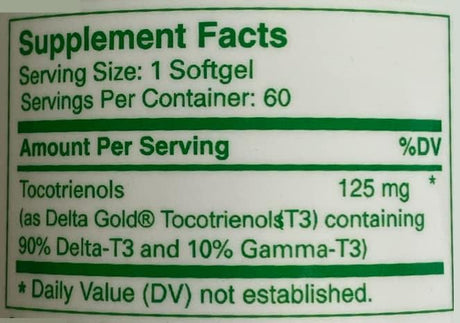 Supplement Facts
Serving Size: 1 Softgel
Servings Per Container: 60
Amount Per Serving %DV
Tocotrienols 125 mg *
(as Delta Gold® Tocotrienols(T3) containing
90% Delta-T3 and 10% Gamma-T3)
* Daily Value (DV) not established.